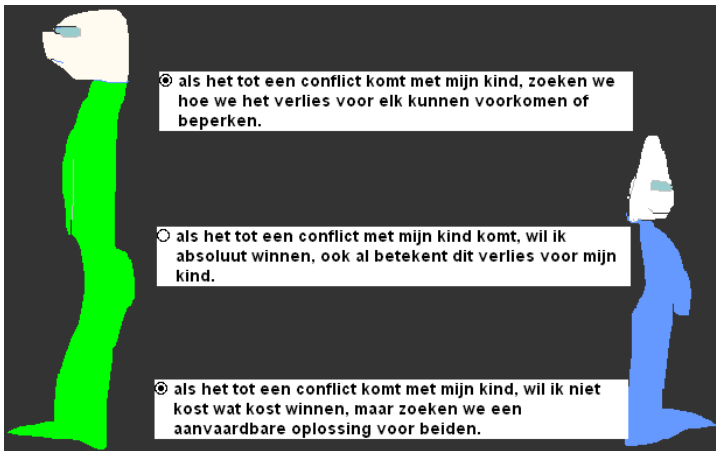 als het tot een conflict komt met mijn kind, zoeken we
hoe we het verlies voor elk kunnen voorkomen of
beperken.
als het tot een conflict met mijn kind komt, wil ik
absoluut winnen, ook al betekent dit verlies voor mijn
kind.
als het tot een conflict komt met mijn kind, wil ik niet
kost wat kost winnen, maar zoeken we een
aanvaardbare oplossing voor beiden.